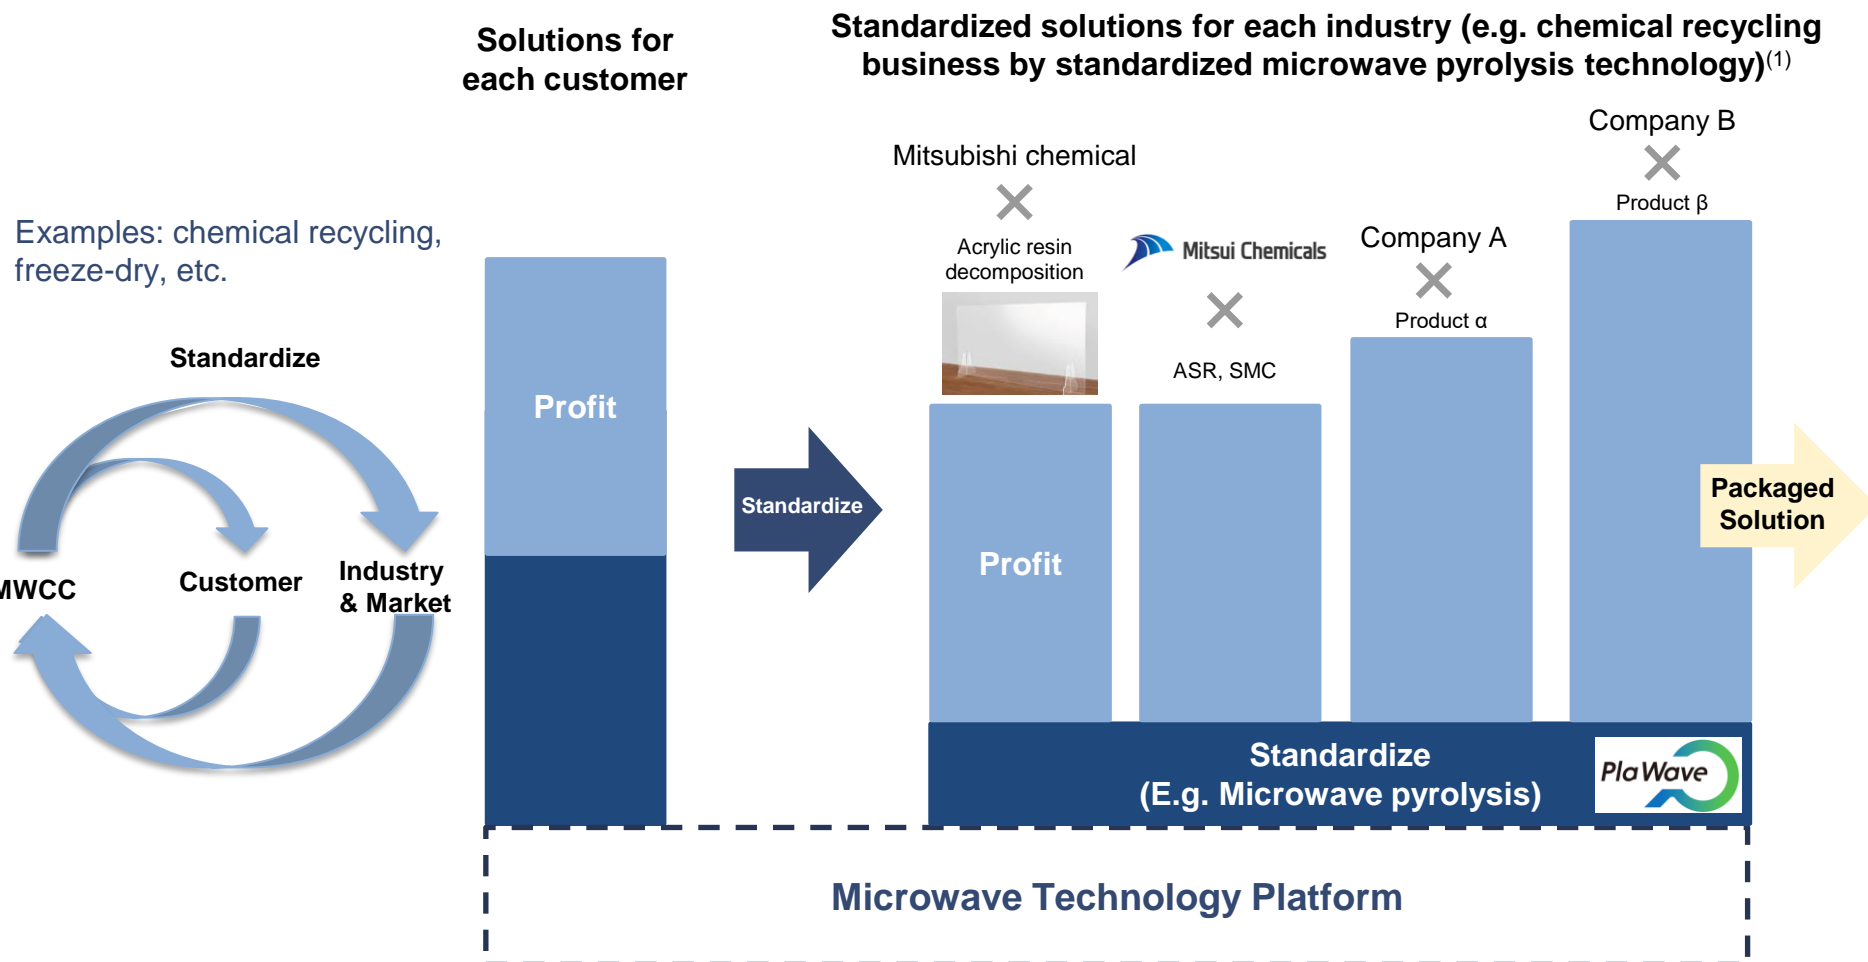 Solutions for
each customer
Standardized solutions for each industry (e.g. chemical recycling
business by standardized microwave pyrolysis technology)(1)
Examples: chemical recycling,
freeze-dry, etc.
Standardize
MWCC
Customer
Industry
& Market
Profit
Standardize
Mitsubishi chemical
Acrylic resin
decomposition
Mitsui Chemicals
ASR, SMC
Company A
Product α
Company B
Product β
Profit
Packaged
Solution
Standardize
(E.g. Microwave pyrolysis)
PlaWave
Microwave Technology Platform